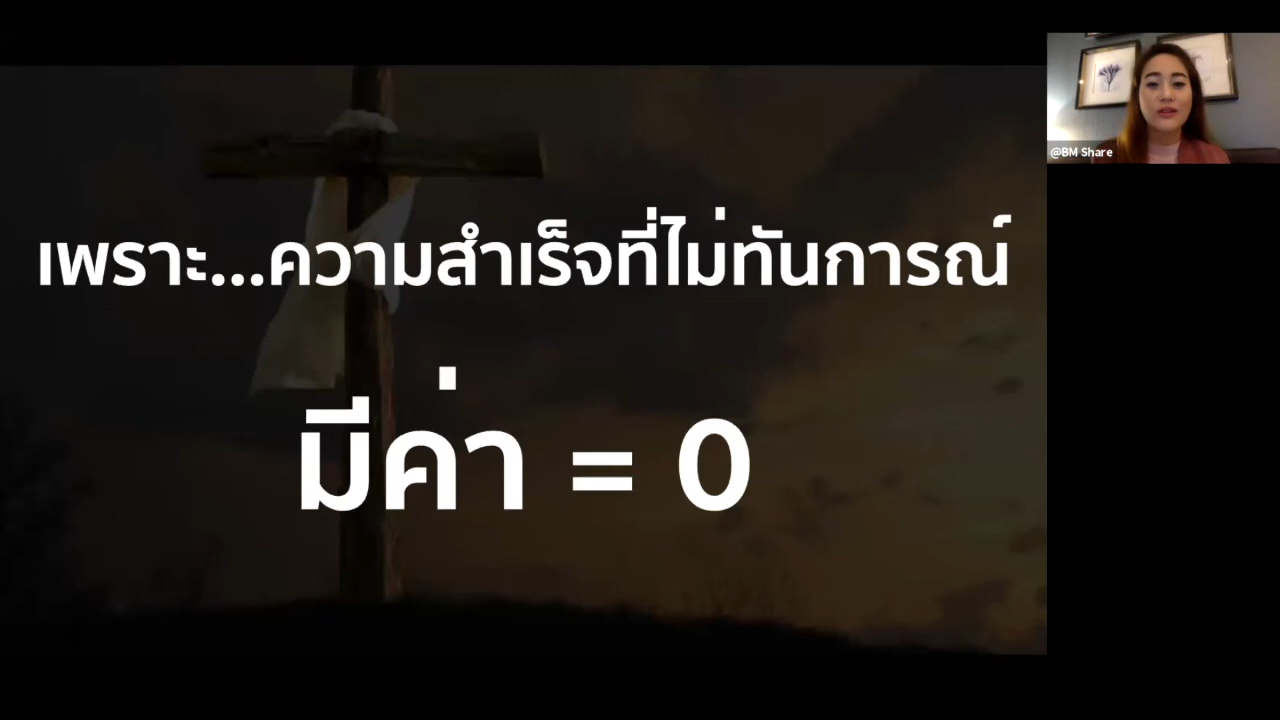 เพราะ...ความสำเร็จที่ไม่ทันการณ์
มีค่า = 0
@BM Share